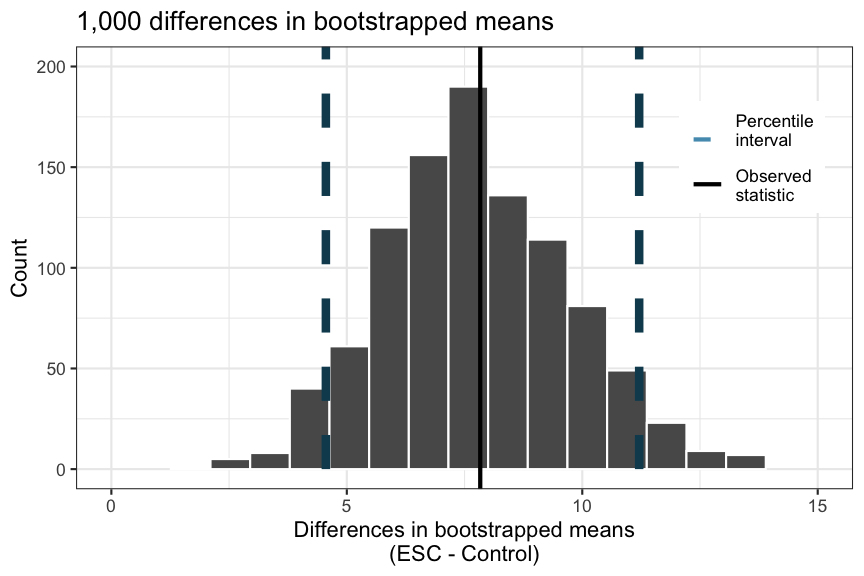 1,000 differences in bootstrapped means
200
150
100
50
0
Count
Percentile
interval
Observed
statistic
0 5 10 15
Differences in bootstrapped means
(ESC - Control)